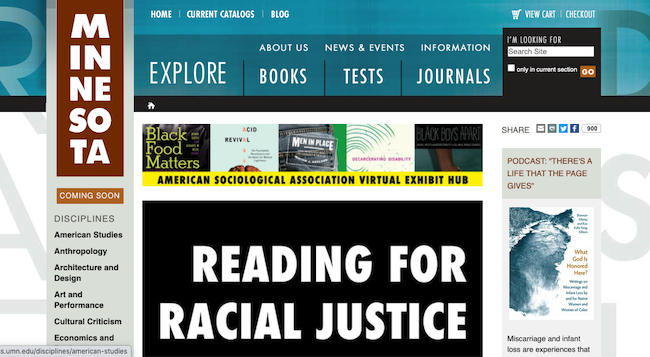 HOME
CURRENT CATALOGS
BLOG
VIEW CART
CHECKOUT
MINNESOTA
ABOUT US
NEWS & EVENTS
INFORMATION
EXPLORE
BOOKS
TESTS
JOURNALS
I'M LOOKING FOR
Search Site
only in current section
GO
SHARE
900
COMING SOON
DISCIPLINES
American Studies
Anthropology
Architecture and
Design
Art and
Performance
Cultural Criticism
Economics and
s.umn.edu/disciplines/american-studies
Black
Food
Matters
ACID
REVIVAL
MEN IN PLACE
DECARCERATING DISABILITY
BLACK BOYS APART
AMERICAN SOCIOLOGICAL ASSOCIATION VIRTUAL EXHIBIT HUB
READING FOR
RACIAL JUSTICE
PODCAST: "THERE'S A
LIFE THAT THE PAGE
GIVES"
What
God Is
Honored
Here?
Writings on
Miscarriage and
Infant Loss by
and for Native
Women and
Women of Color
Miscarriage and infant
loss are experiences that